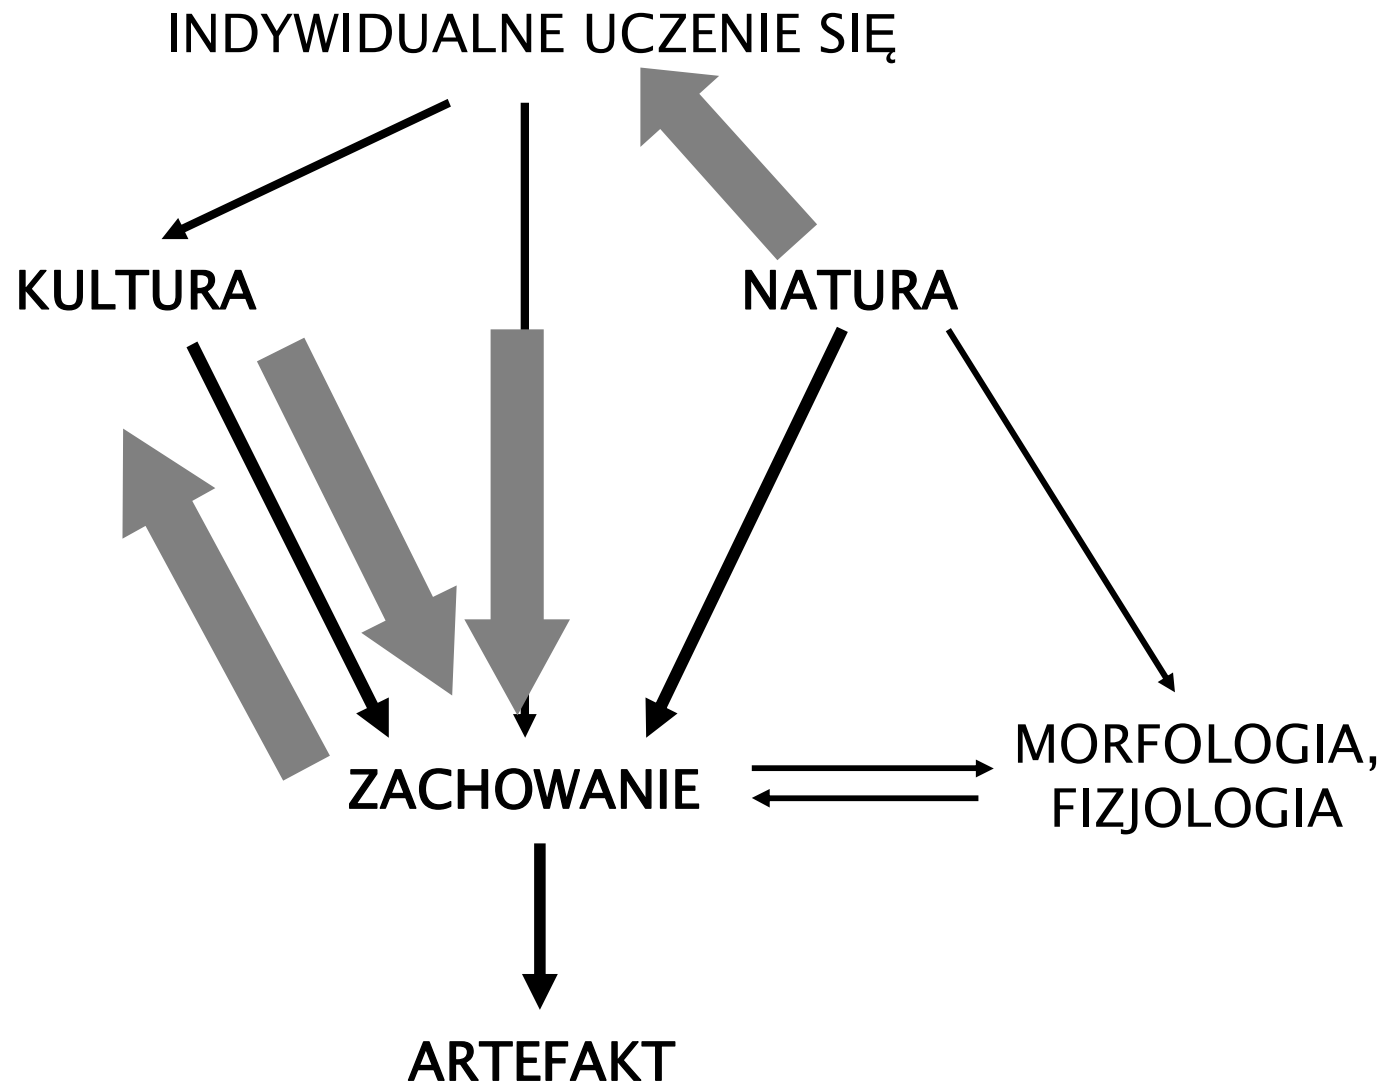 INDYWIDUALNE UCZENIE SIĘ
KULTURA
NATURA
ZACHOWANIE
MORFOLOGIA,
FIZJOLOGIA
ARTEFAKT